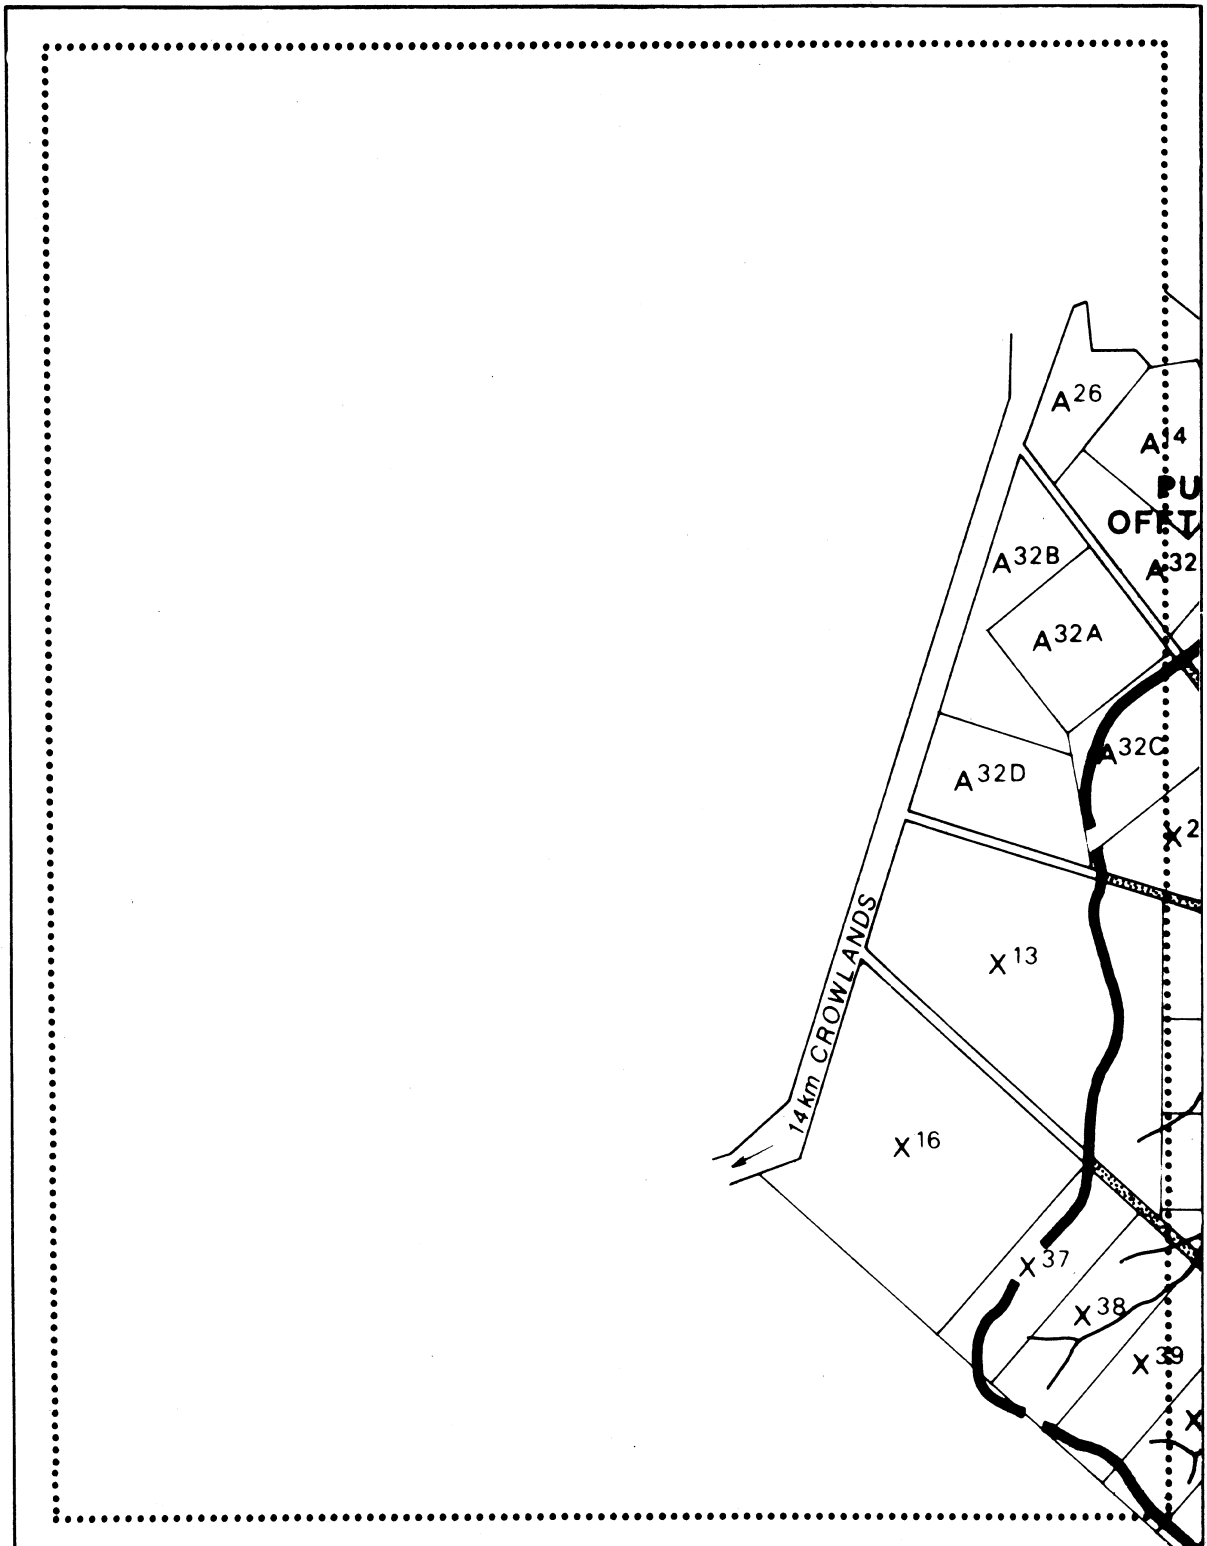 A26
A14
PU
OFFT
A32B
A32
A32A
A32C
A32D
X2
X13
14km CROWLANDS
X16
X37
X38
X39
X